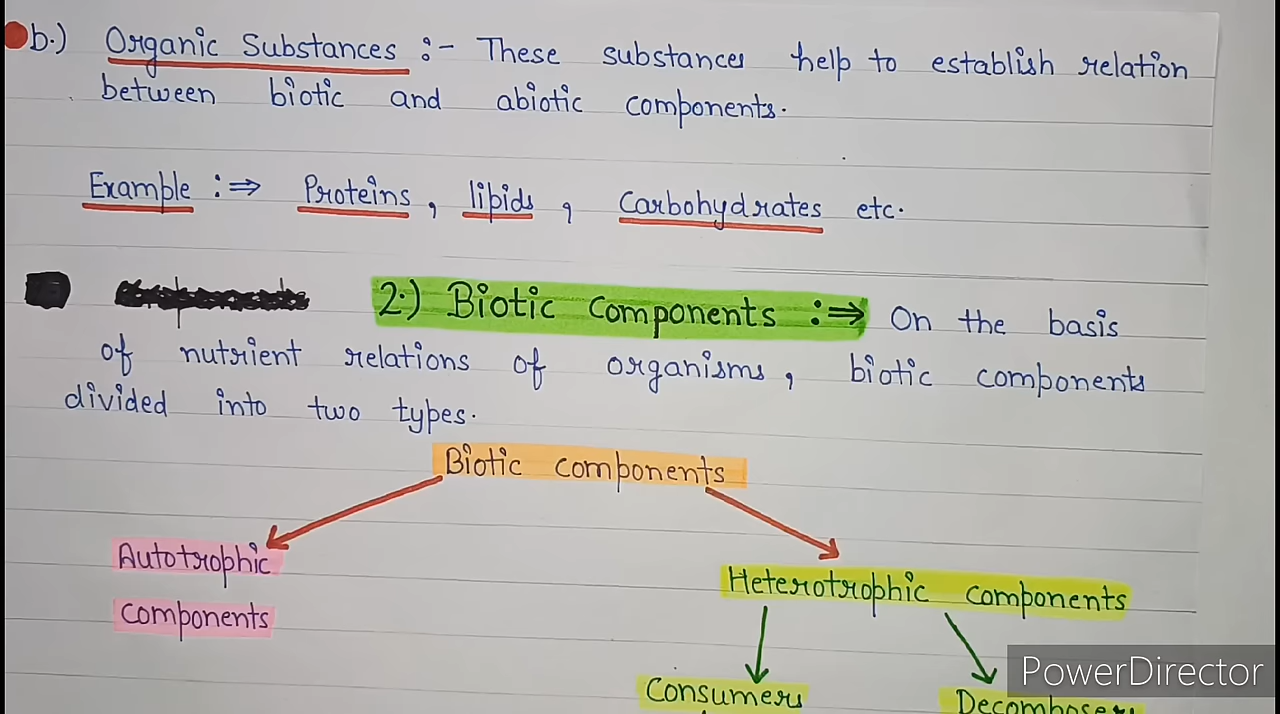 b.) Organic Substances :- These substances help to establish relation
between biotic and abiotic components.
Example :⇒ Proteins, lipids, Carbohydrates etc.
2.) Biotic Components :⇒ On the basis
of nutrient relations of organisms, biotic components
divided into two types.
Biotic components
Autotrophic
components
Heterotrophic components
Consumers
Decomposers
PowerDirector